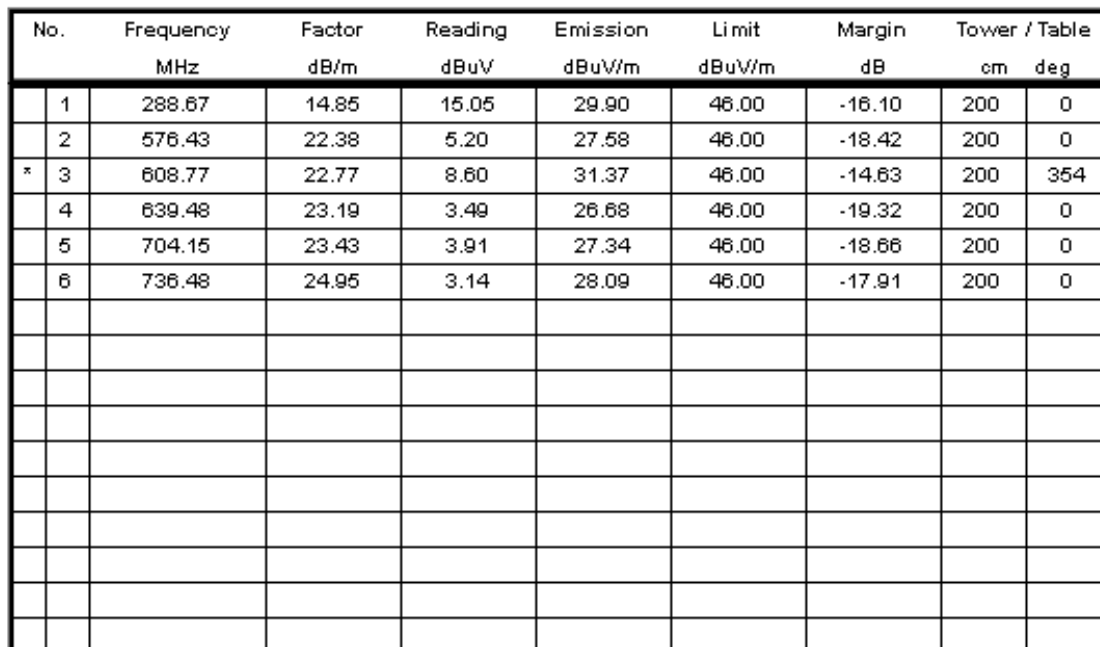 No. Frequency Factor Reading Emission Limit Margin Tower / Table
MHz dB/m dBuV dBuV/m dBuV/m dB cm deg
1 288.67 14.85 15.05 29.90 46.00 -16.10 200 0
2 576.43 22.38 5.20 27.58 46.00 -18.42 200 0
* 3 608.77 22.77 8.60 31.37 46.00 -14.63 200 354
4 639.48 23.19 3.49 26.68 46.00 -19.32 200 0
5 704.15 23.43 3.91 27.34 46.00 -18.66 200 0
6 736.48 24.95 3.14 28.09 46.00 -17.91 200 0